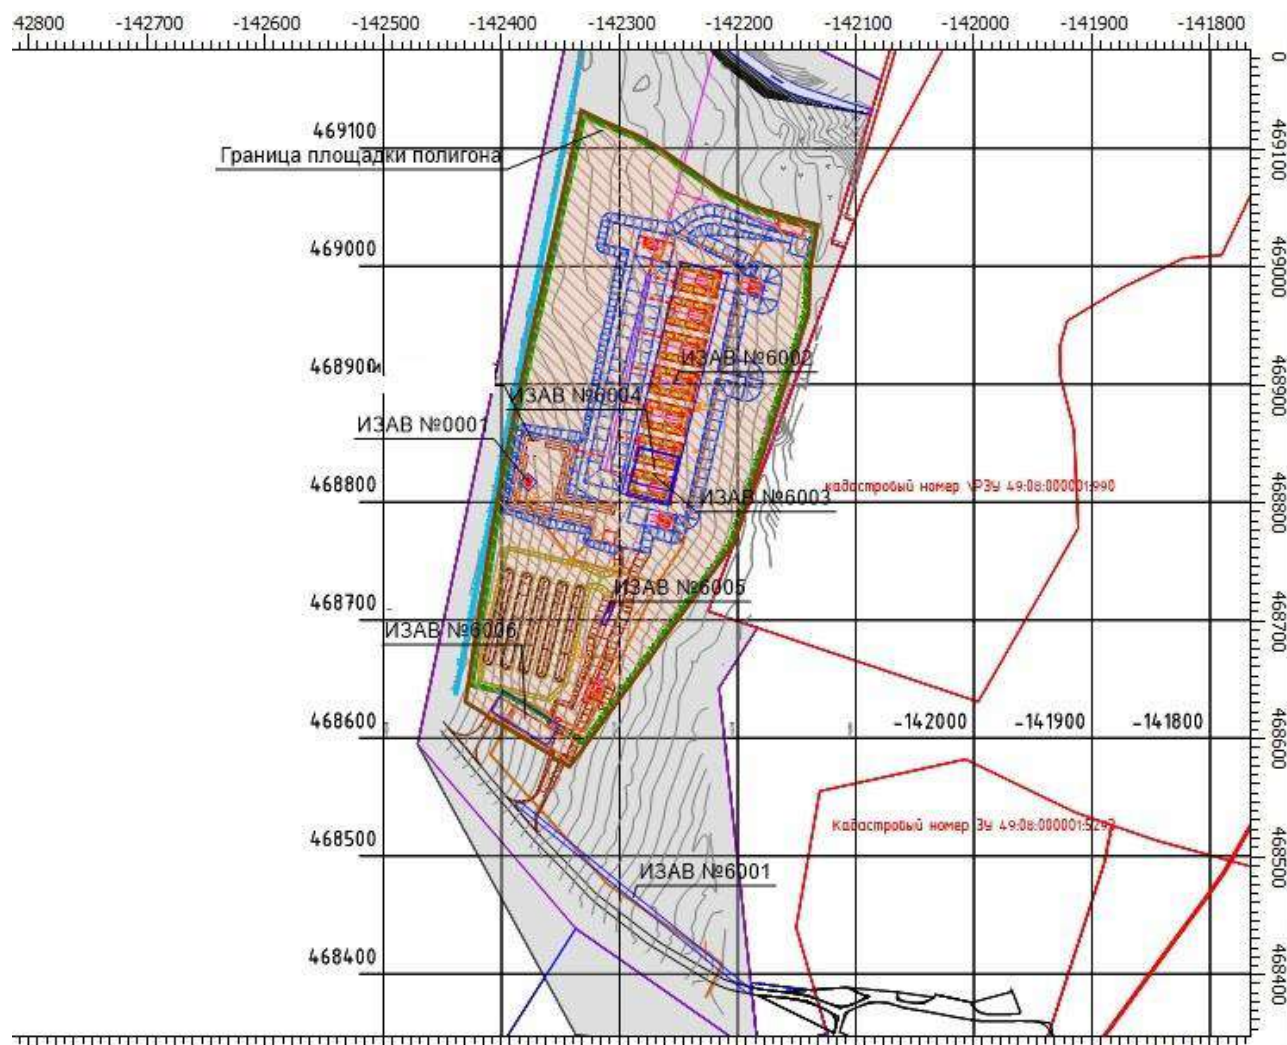 -142800 -142700 -142600 -142500 -142400 -142300 -142200 -142100 -142000 -141900 -141800
469100
469100
Граница площадки полигона
469000
469000
ИЗАВ №6002
468900
468900
ИЗАВ №6004
ИЗАВ №0001
кадастровый номер УРЗУ 49:08:000001:990
468800
468800
ИЗАВ №6003
ИЗАВ №6005
468700
468700
ИЗАВ №6006
468600
468600
-142000 -141900 -141800
Кадастровый номер ЗУ 49:08:000001:5293
468500
468500
ИЗАВ №6001
468400
468400